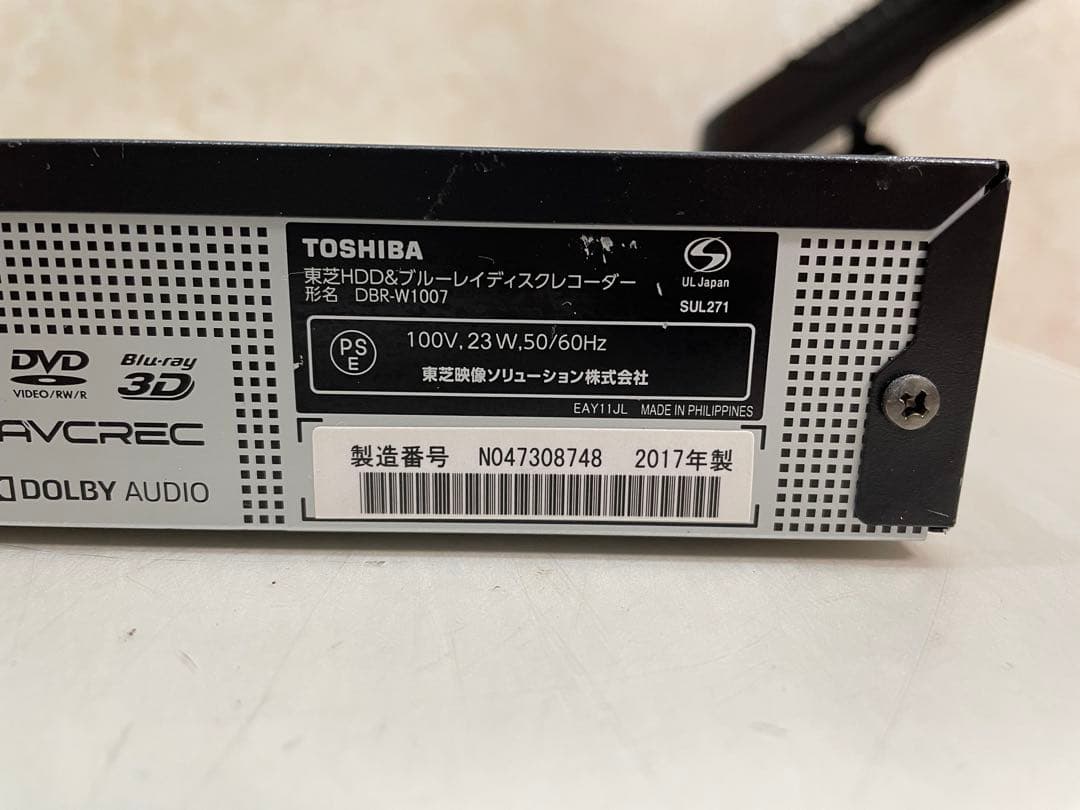 TOSHIBA
東芝HDD&ブルーレイディスクレコーダー
形名 DBR-W1007
UL Japan
SUL271
PS
E
100V,23W,50/60Hz
東芝映像ソリューション株式会社
EAY11JL MADE IN PHILIPPINES
DVD
VIDEO/RW/R
Blu-ray
3D
AVCREC
DOLBY AUDIO
製造番号 N047308748 2017年製